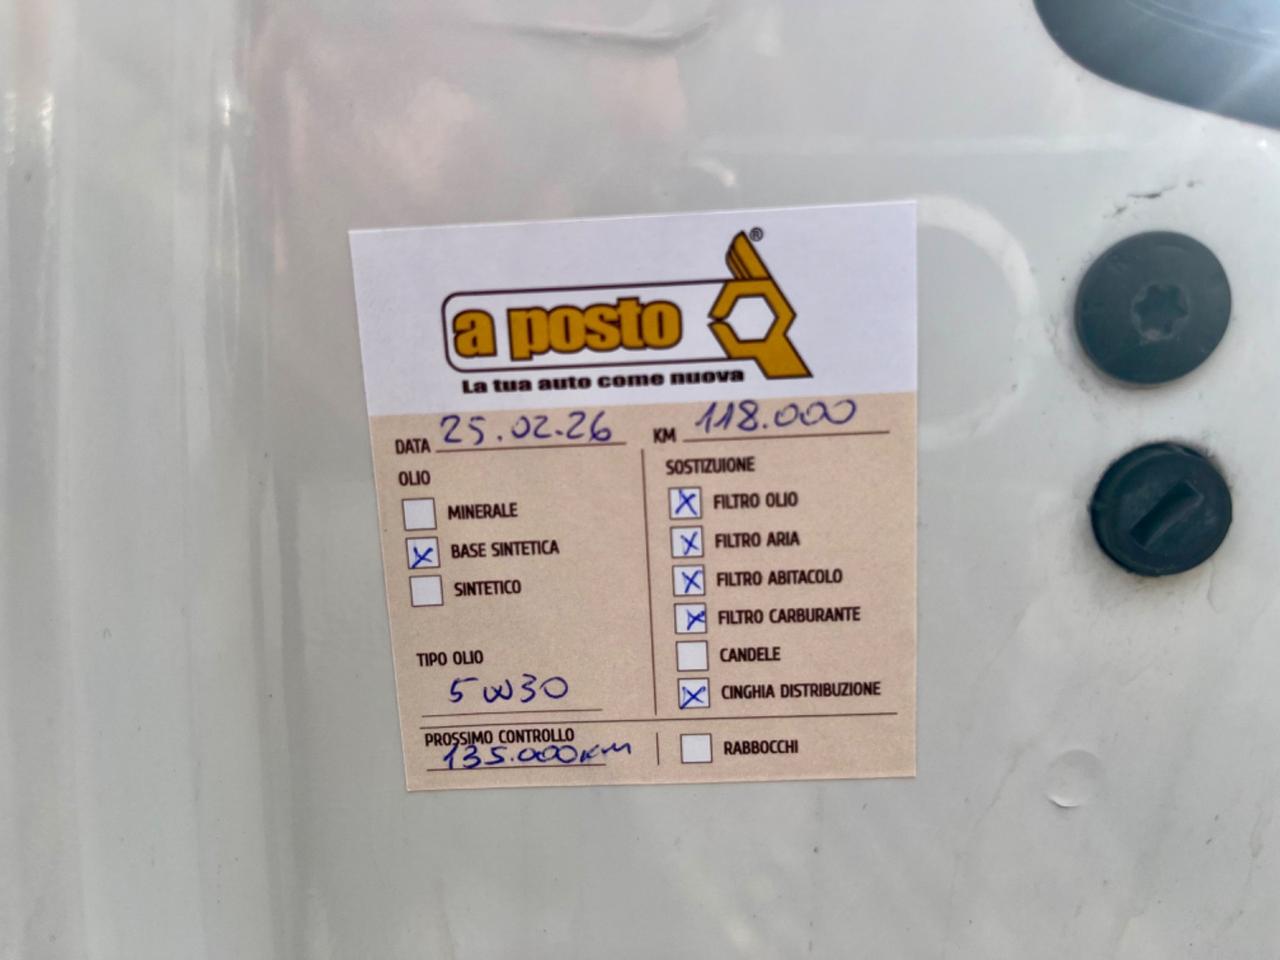 a posto ®
La tua auto come nuova
DATA 25.02.26 KM 118.000
OLIO
MINERALE
BASE SINTETICA
SINTETICO
TIPO OLIO
5W30
SOSTIZUIONE
FILTRO OLIO
FILTRO ARIA
FILTRO ABITACOLO
FILTRO CARBURANTE
CANDELE
CINGHIA DISTRIBUZIONE
PROSSIMO CONTROLLO
135.000KM
RABBOCCHI